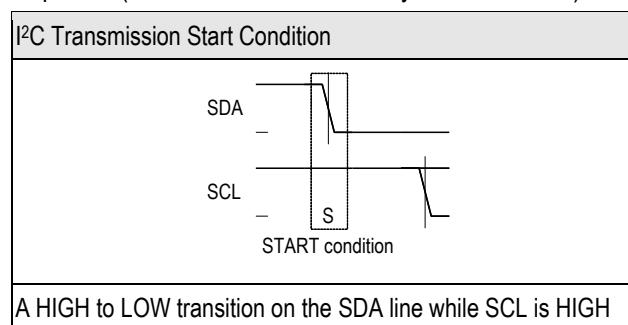 I²C Transmission Start Condition
SDA
SCL
S
START condition
A HIGH to LOW transition on the SDA line while SCL is HIGH